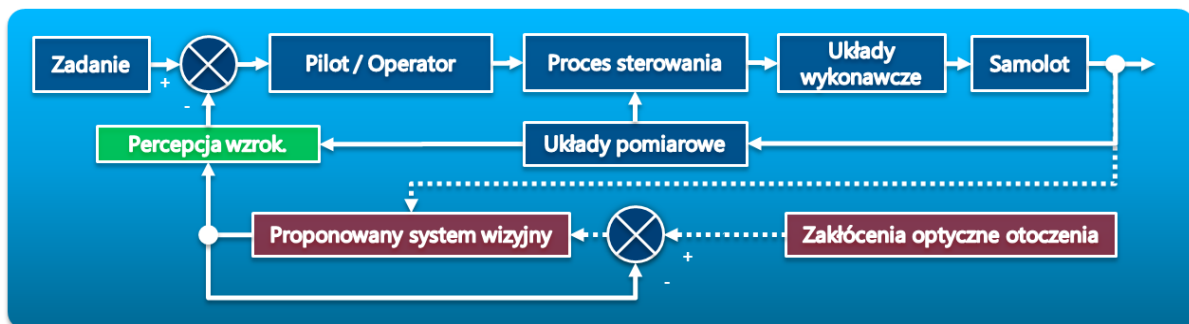 Zadanie
+
-
Pilot / Operator
Proces sterowania
Układy
wykonawcze
Samolot
Percepcja wzrok.
Układy pomiarowe
Proponowany system wizyjny
+
-
Zakłócenia optyczne otoczenia